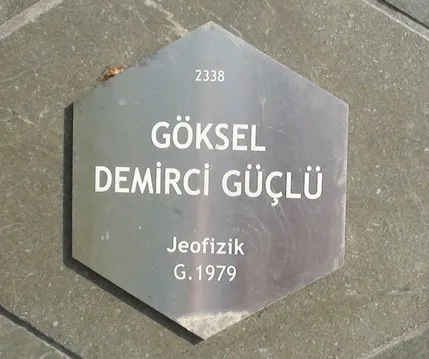 2338
GÖKSEL
DEMİRCİ GÜÇLÜ
Jeofizik
G.1979